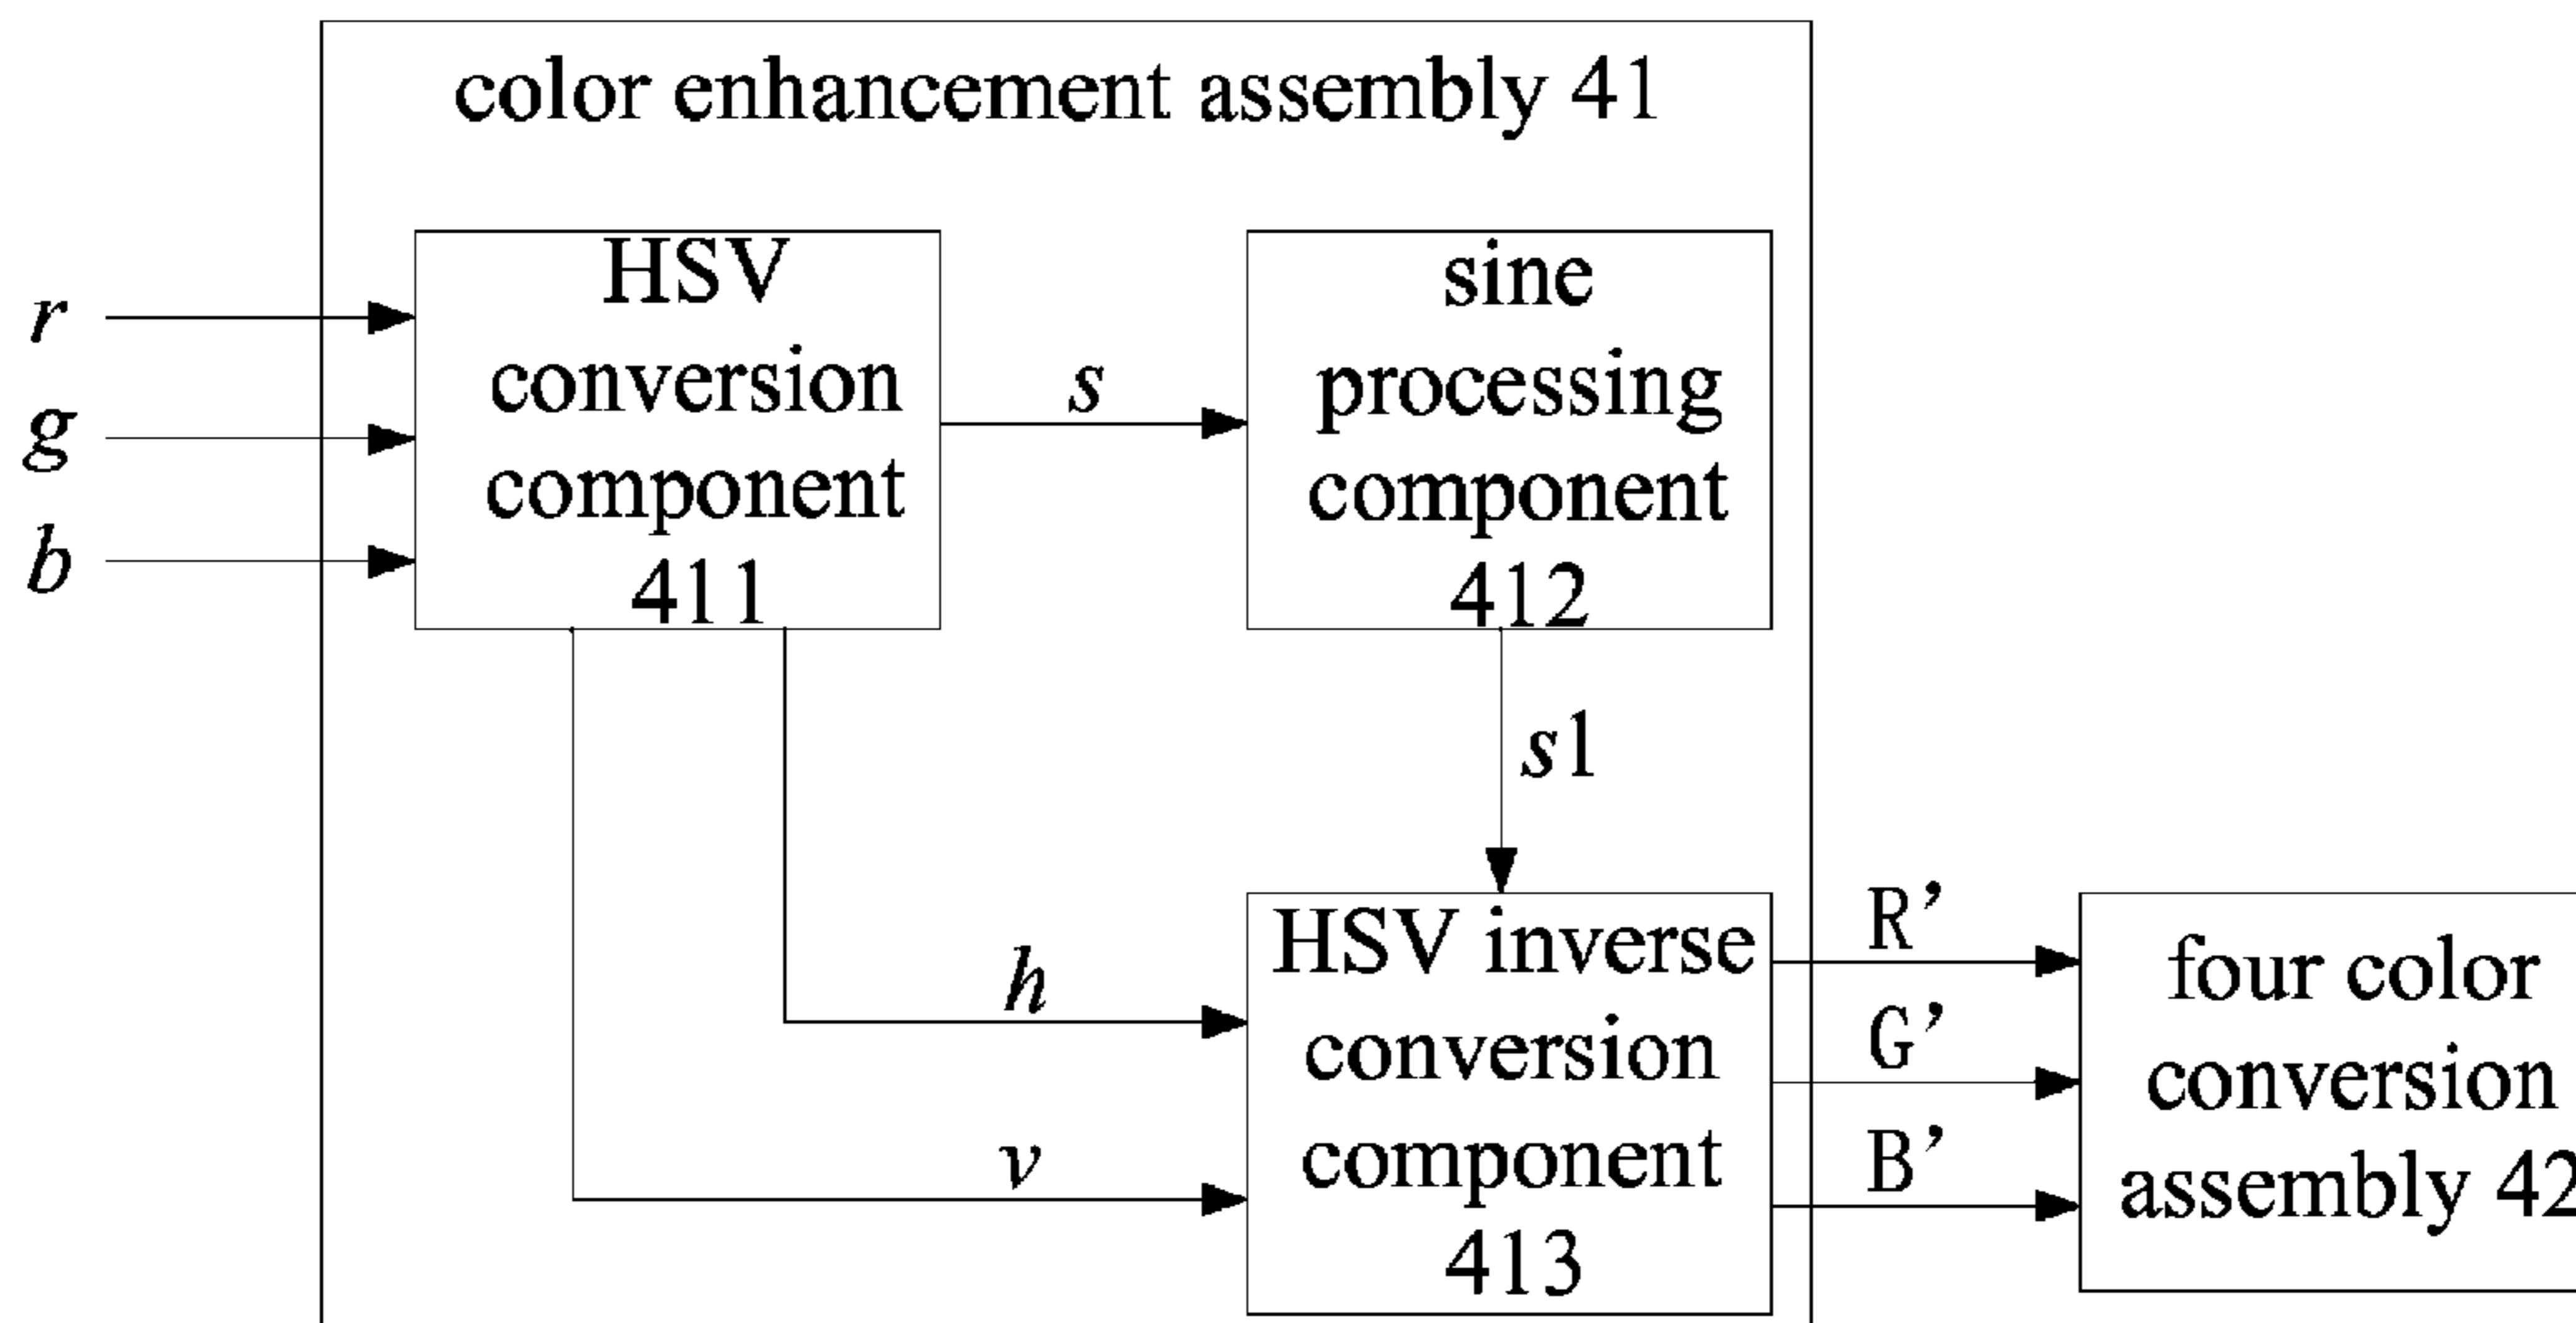 color enhancement assembly 41
r
g
b
HSV
conversion
component
411
s
sine
processing
component
412
s1
h
v
HSV inverse
conversion
component
413
R’
G’
B’
four color
conversion
assembly 42